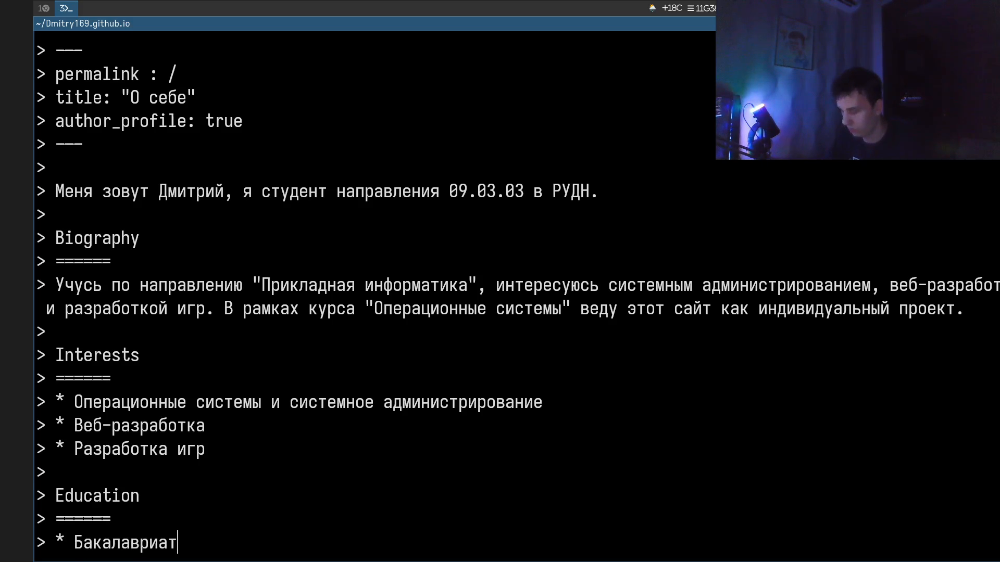 1
3
+18C 11G
~/Dmitry169.github.io
> ---
> permalink : /
> title: "О себе"
> author_profile: true
> ---
>
> Меня зовут Дмитрий, я студент направления 09.03.03 в РУДН.
>
> Biography
> ======
> Учусь по направлению "Прикладная информатика", интересуюсь системным администрированием, веб-разработ
и разработкой игр. В рамках курса "Операционные системы" веду этот сайт как индивидуальный проект.
>
> Interests
> ======
> * Операционные системы и системное администрирование
> * Веб-разработка
> * Разработка игр
>
> Education
> ======
> * Бакалавриат